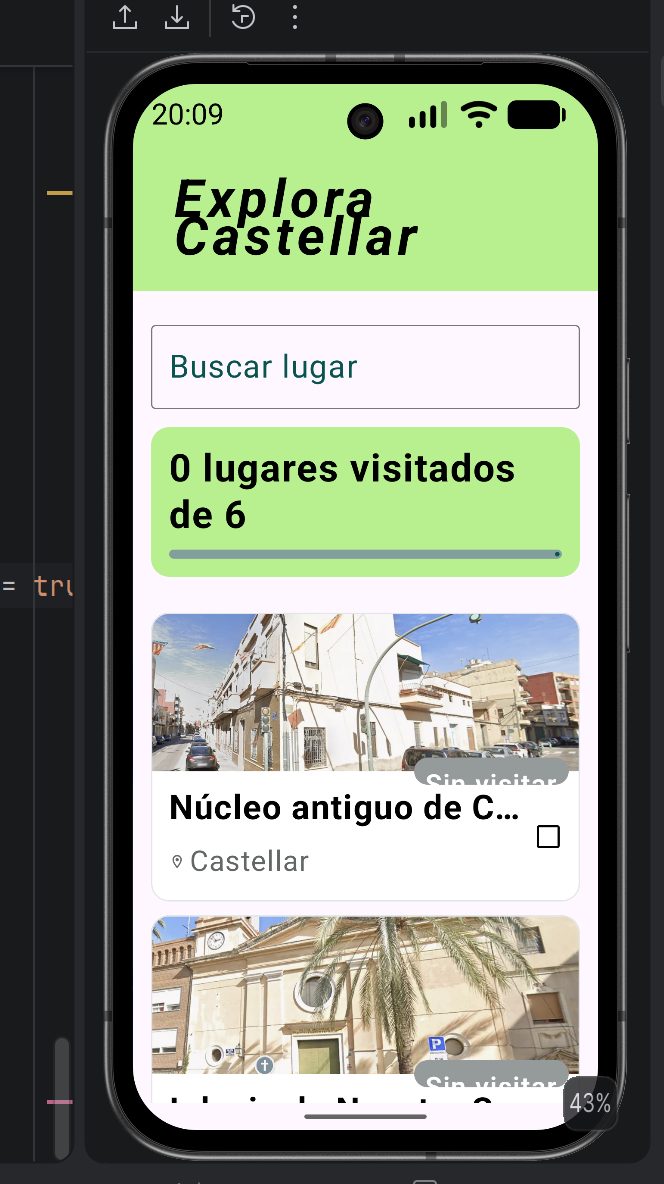 20:09
Explora
Castellar
= tru
Buscar lugar
0 lugares visitados
de 6
Sin visitar
Núcleo antiguo de C...
Castellar
P
Sin visitar
43%